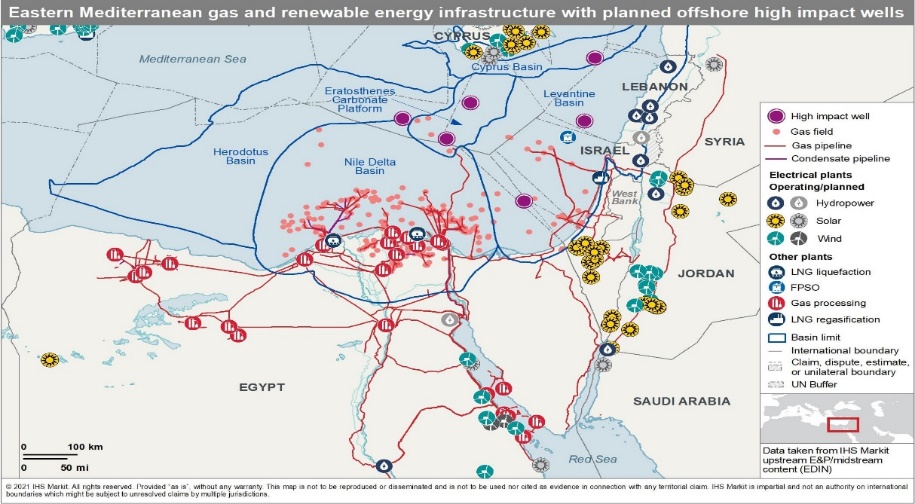 Eastern Mediterranean gas and renewable energy infrastructure with planned offshore high impact wells
CYPRUS
Mediterranean Sea
Cyprus Basin
LEBANON
Eratosthenes
Carbonate
Platform
Levantine
Basin
High impact well
Gas field
Gas pipeline
Condensate pipeline
SYRIA
ISRAEL
Herodotus
Basin
Nile Delta
Basin
West
Bank
Electrical plants
Operating/planned
Hydropower
Solar
Wind
Other plants
LNG liquefaction
FPSO
Gas processing
LNG regasification
JORDAN
Basin limit
International boundary
Claim, dispute, estimate,
or unilateral boundary
UN Buffer
EGYPT
SAUDI ARABIA
Red Sea
0 100 km
0 50 mi
Data taken from IHS Markit
upstream E&P/midstream
content (EDIN)
© 2021 IHS Markit. All rights reserved. Provided "as is", without any warranty. This map is not to be reproduced or disseminated and is not to be used nor cited as evidence in connection with any territorial claim. IHS Markit is impartial and not an authority on international
boundaries which might be subject to unresolved claims by multiple jurisdictions.